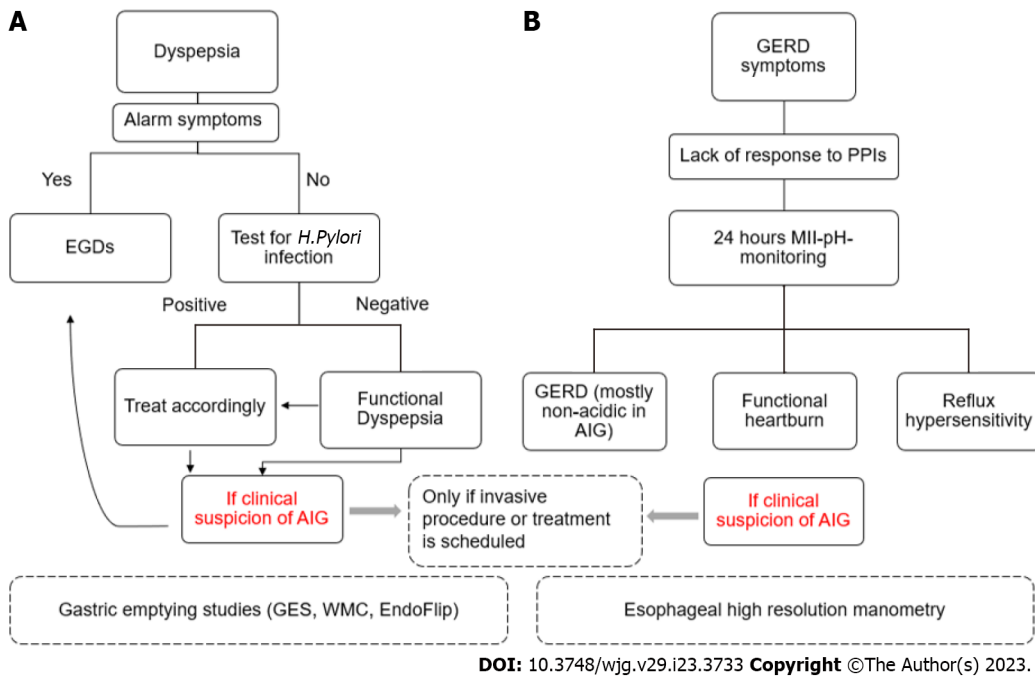 A
Dyspepsia
Alarm symptoms
Yes
No
EGDs
Test for H.Pylori
infection
Positive
Negative
Treat accordingly
Functional
Dyspepsia
If clinical
suspicion of AIG
Only if invasive
procedure or treatment
is scheduled
Gastric emptying studies (GES, WMC, EndoFlip)
B
GERD
symptoms
Lack of response to PPIs
24 hours MII-pH-
monitoring
GERD (mostly
non-acidic in
AIG)
Functional
heartburn
Reflux
hypersensitivity
If clinical
suspicion of AIG
Esophageal high resolution manometry
DOI: 10.3748/wjg.v29.i23.3733 Copyright ©The Author(s) 2023.